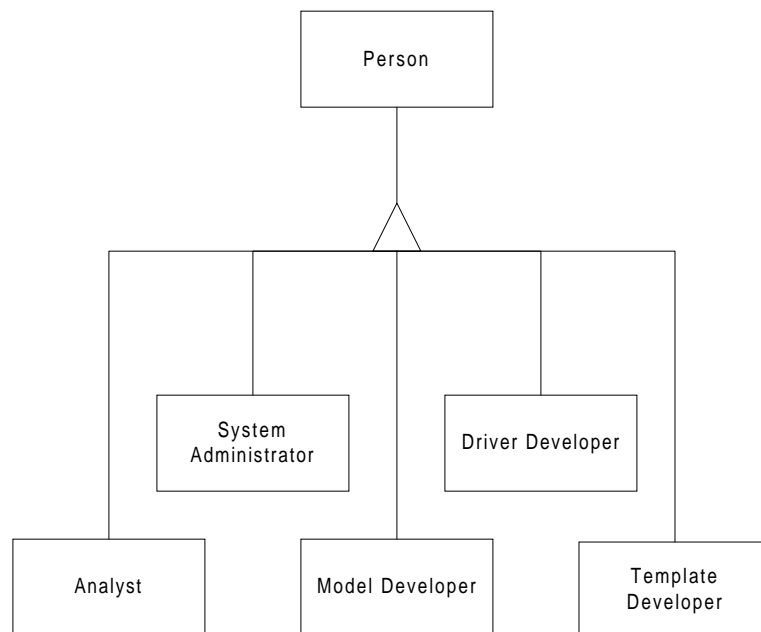 Person
System
Administrator
Driver Developer
Analyst
Model Developer
Template
Developer